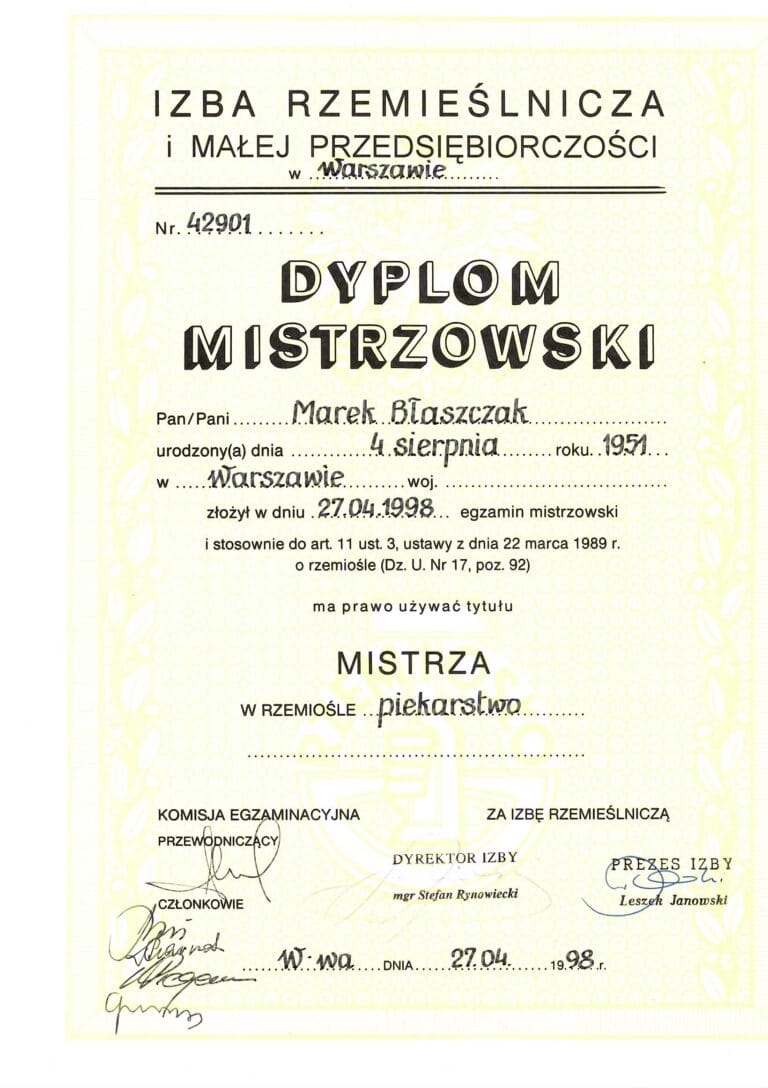 IZBA RZEMIEŚLNICZA
i MAŁEJ PRZEDSIĘBIORCZOŚCI
w ..Warszawie.........
Nr. 42901.......
DYPLOM
MISTRZOWSKI
Pan/Pani.........Marek Błaszczak......................
urodzony(a) dnia ............4 sierpnia........ roku..1951...
w .....Warszawie..........woj. ....................................
złożył w dniu .27.04.1998... egzamin mistrzowski
i stosownie do art. 11 ust. 3, ustawy z dnia 22 marca 1989 r.
o rzemiośle (Dz. U. Nr 17, poz. 92)
ma prawo używać tytułu
MISTRZA
W RZEMIOŚLE ..piekarstwo..........
KOMISJA EGZAMINACYJNA ZA IZBĘ RZEMIEŚLNICZĄ
PRZEWODNICZĄCY
DYREKTOR IZBY PREZES IZBY
mgr Stefan Rynowiecki Leszek Janowski
CZŁONKOWIE
......W-wa.....DNIA......27.04.......1998.r.